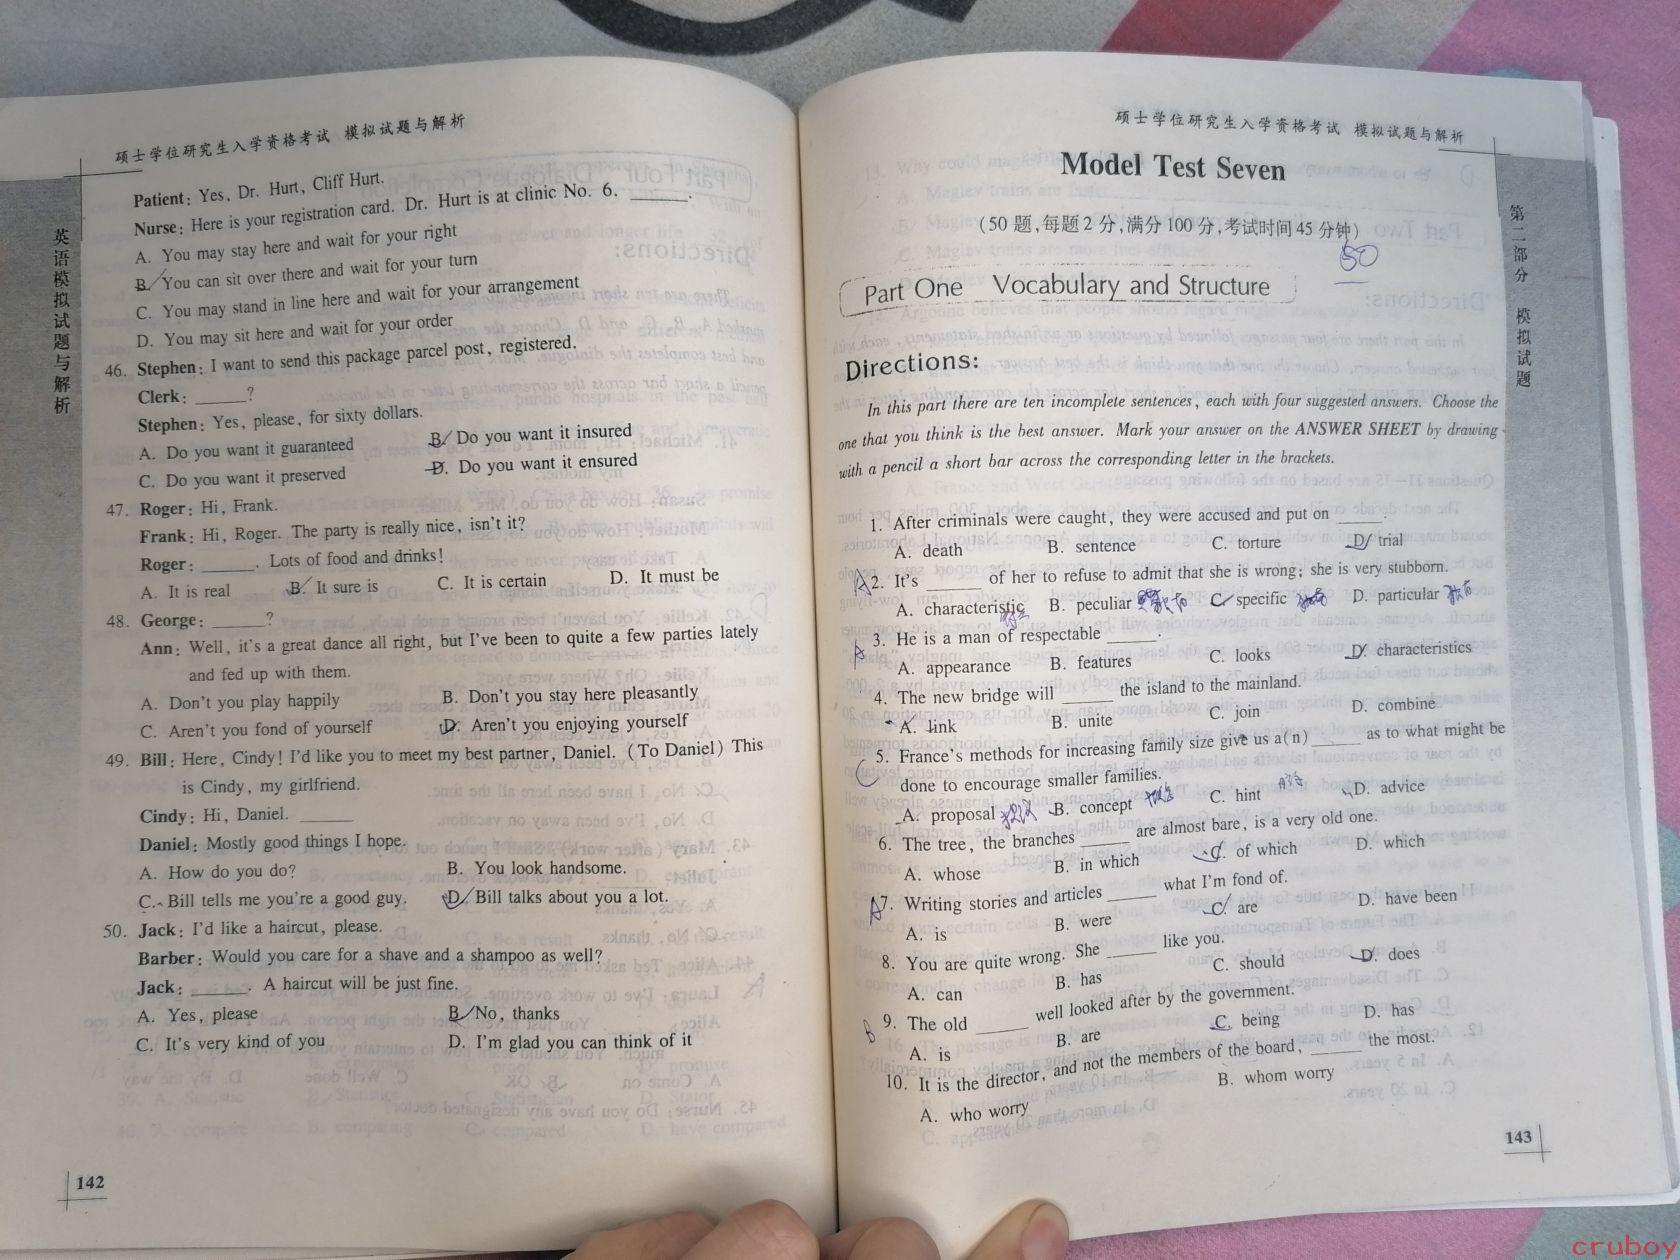 硕士学位研究生入学资格考试 模拟试题与解析
英语模拟试题与解析
Patient: Yes, Dr. Hurt, Cliff Hurt.
Nurse: Here is your registration card. Dr. Hurt is at clinic No. 6. ______.
A. You may stay here and wait for your right
B. You can sit over there and wait for your turn
C. You may stand in line here and wait for your arrangement
D. You may sit here and wait for your order
46. Stephen: I want to send this package parcel post, registered.
Clerk: ______?
Stephen: Yes, please, for sixty dollars.
A. Do you want it guaranteed B. Do you want it insured
C. Do you want it preserved D. Do you want it ensured
47. Roger: Hi, Frank.
Frank: Hi, Roger. The party is really nice, isn't it?
Roger: ______. Lots of food and drinks!
A. It is real B. It sure is C. It is certain D. It must be
48. George: ______?
Ann: Well, it's a great dance all right, but I've been to quite a few parties lately
and fed up with them.
A. Don't you play happily B. Don't you stay here pleasantly
C. Aren't you fond of yourself D. Aren't you enjoying yourself
49. Bill: Here, Cindy! I'd like you to meet my best partner, Daniel. (To Daniel) This
is Cindy, my girlfriend.
Cindy: Hi, Daniel. ______
Daniel: Mostly good things I hope.
A. How do you do? B. You look handsome.
C. Bill tells me you're a good guy. D. Bill talks about you a lot.
50. Jack: I'd like a haircut, please.
Barber: Would you care for a shave and a shampoo as well?
Jack: ______. A haircut will be just fine.
A. Yes, please B. No, thanks
C. It's very kind of you D. I'm glad you can think of it
142
硕士学位研究生入学资格考试 模拟试题与解析
第二部分 模拟试题
Model Test Seven
(50题,每题2分,满分100分,考试时间45分钟)
50
Part One Vocabulary and Structure
Directions:
In this part there are ten incomplete sentences, each with four suggested answers. Choose the
one that you think is the best answer. Mark your answer on the ANSWER SHEET by drawing
with a pencil a short bar across the corresponding letter in the brackets.
1. After criminals were caught, they were accused and put on ______.
A. death B. sentence C. torture D. trial
A 2. It's ______ of her to refuse to admit that she is wrong; she is very stubborn.
A. characteristic B. peculiar C. specific D. particular
A 3. He is a man of respectable ______.
A. appearance B. features C. looks D. characteristics
4. The new bridge will ______ the island to the mainland.
A. link B. unite C. join D. combine
C 5. France's methods for increasing family size give us a(n) ______ as to what might be
done to encourage smaller families.
A. proposal B. concept C. hint D. advice
6. The tree, the branches ______ are almost bare, is a very old one.
A. whose B. in which C. of which D. which
A 7. Writing stories and articles ______ what I'm fond of.
A. is B. were C. are D. have been
8. You are quite wrong. She ______ like you.
A. can B. has C. should D. does
B 9. The old ______ well looked after by the government.
A. is B. are C. being D. has
10. It is the director, and not the members of the board, ______ the most.
A. who worry B. whom worry
143
cruboy